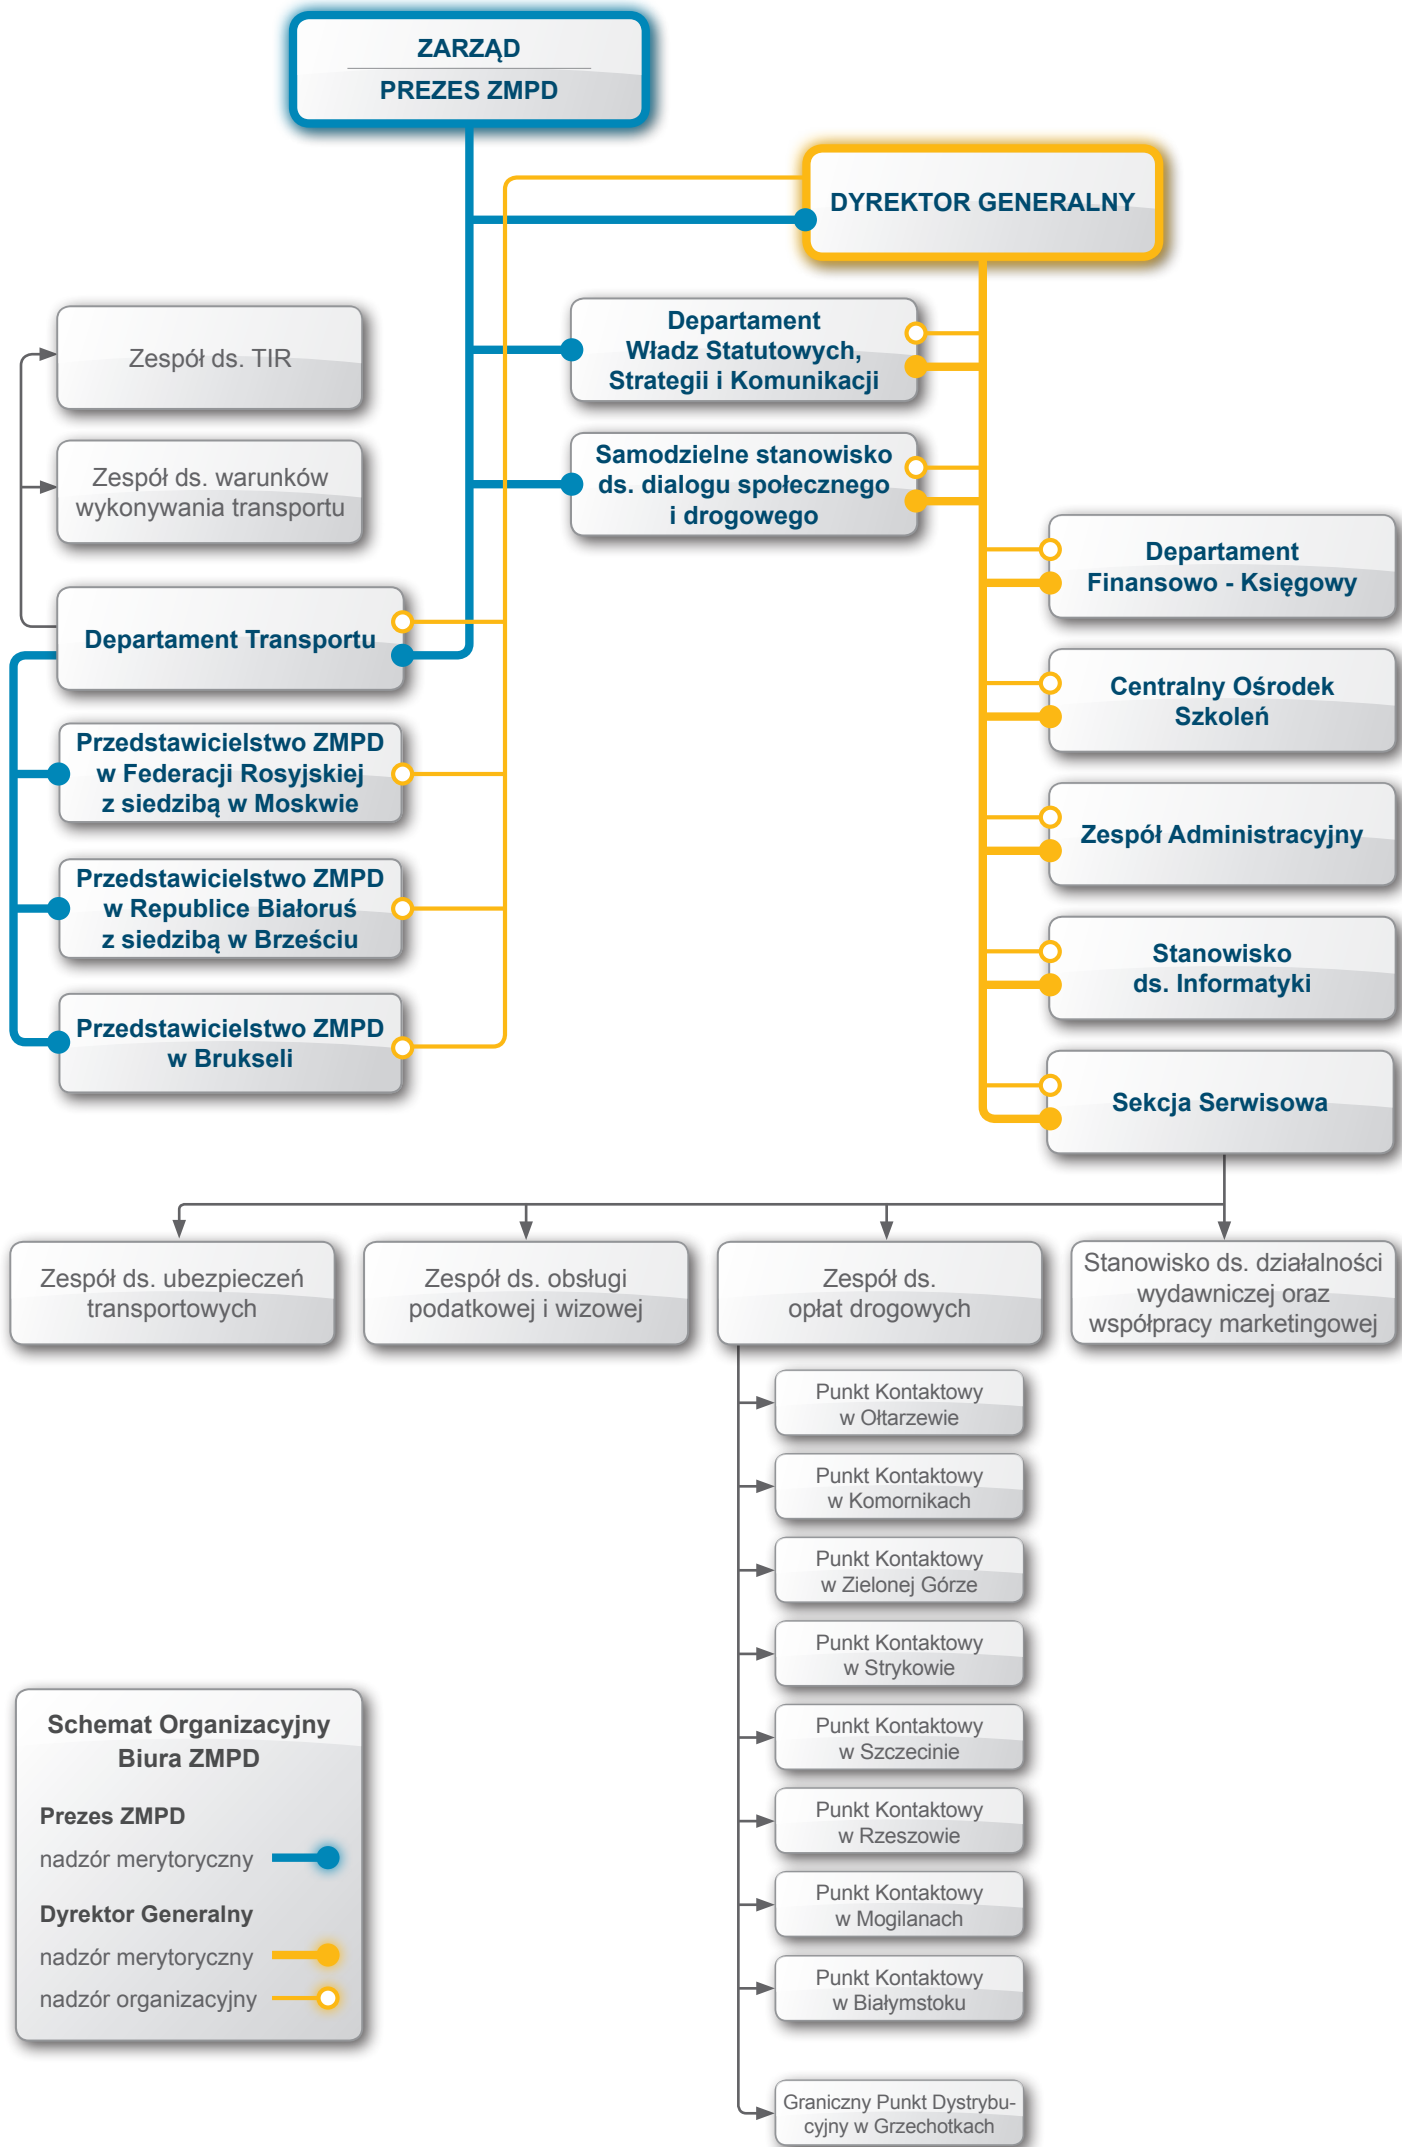 ZARZĄD
PREZES ZMPD
DYREKTOR GENERALNY
Departament
Władz Statutowych,
Strategii i Komunikacji
Samodzielne stanowisko
ds. dialogu społecznego
i drogowego
Zespół ds. TIR
Zespół ds. warunków
wykonywania transportu
Departament Transportu
Przedstawicielstwo ZMPD
w Federacji Rosyjskiej
z siedzibą w Moskwie
Przedstawicielstwo ZMPD
w Republice Białoruś
z siedzibą w Brześciu
Przedstawicielstwo ZMPD
w Brukseli
Departament
Finansowo - Księgowy
Centralny Ośrodek
Szkoleń
Zespół Administracyjny
Stanowisko
ds. Informatyki
Sekcja Serwisowa
Zespół ds. ubezpieczeń
transportowych
Zespół ds. obsługi
podatkowej i wizowej
Zespół ds.
opłat drogowych
Stanowisko ds. działalności
wydawniczej oraz
współpracy marketingowej
Punkt Kontaktowy
w Ołtarzewie
Punkt Kontaktowy
w Komornikach
Punkt Kontaktowy
w Zielonej Górze
Punkt Kontaktowy
w Strykowie
Punkt Kontaktowy
w Szczecinie
Punkt Kontaktowy
w Rzeszowie
Punkt Kontaktowy
w Mogilanach
Punkt Kontaktowy
w Białymstoku
Graniczny Punkt Dystrybu-
cyjny w Grzechotkach
Schemat Organizacyjny
Biura ZMPD
Prezes ZMPD
nadzór merytoryczny
Dyrektor Generalny
nadzór merytoryczny
nadzór organizacyjny